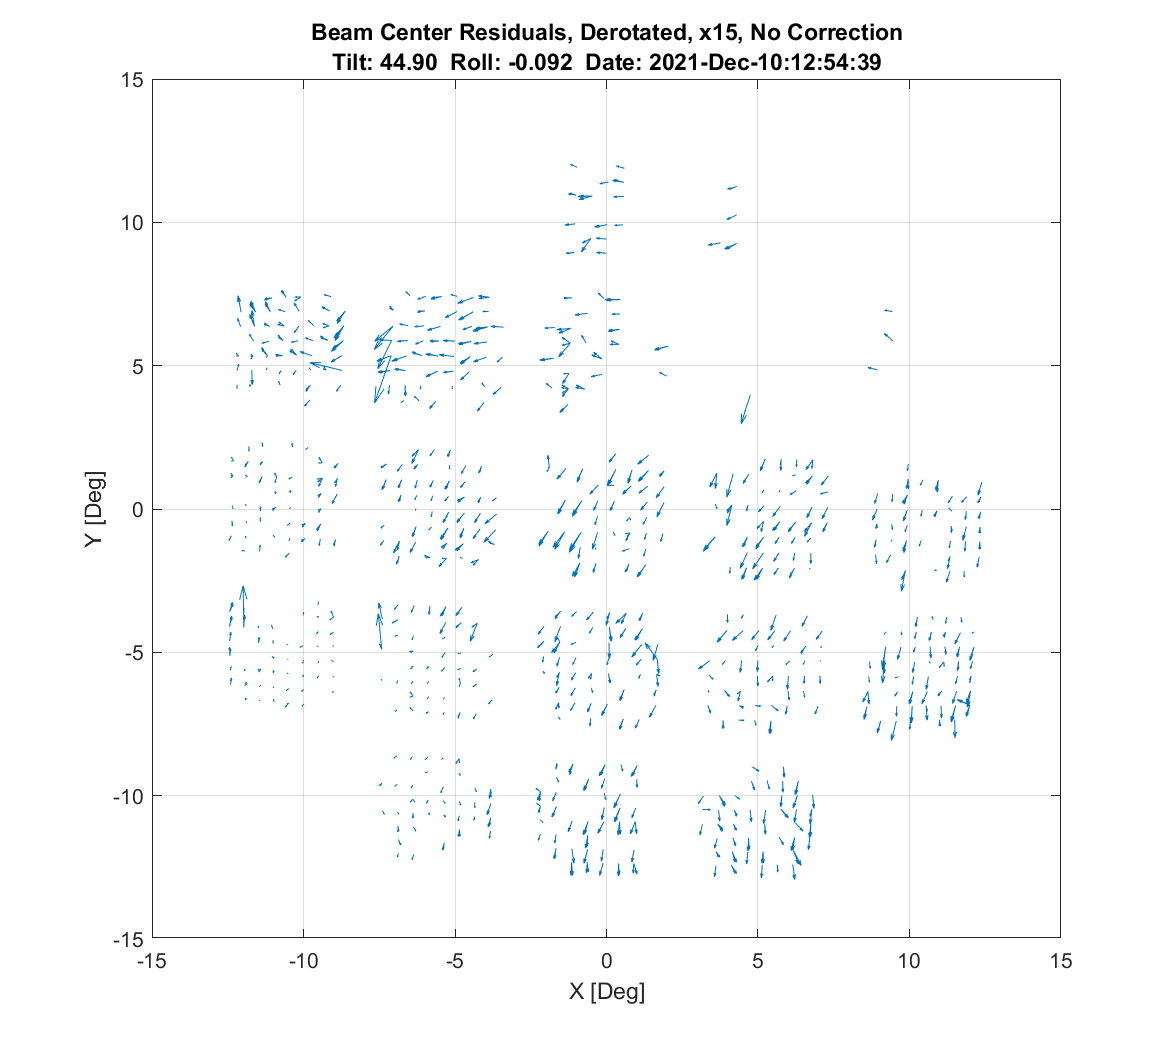 Beam Center Residuals, Derotated, x15, No Correction
Tilt: 44.90  Roll: -0.092  Date: 2021-Dec-10:12:54:39
15
10
5
0
-5
-10
-15
Y [Deg]
-15 -10 -5 0 5 10 15
X [Deg]